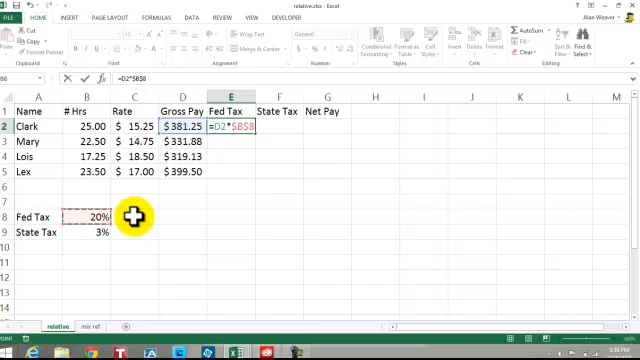 relative.xlsx - Excel
HOME INSERT PAGE LAYOUT FORMULAS DATA REVIEW VIEW DEVELOPER Alan Weaver
Cut
Copy
Format Painter
Clipboard
Font
Wrap Text
Merge & Center
Alignment
General
Number
Conditional Formatting
Format as Table
Cell Styles
Styles
Insert Delete Format
Cells
AutoSum
Fill
Clear
Sort & Filter
Find & Select
Editing
B8 =D2*$B$8
A B C D E F G H I J K L M
1 Name # Hrs Rate Gross Pay Fed Tax State Tax Net Pay
2 Clark 25.00 $ 15.25 $381.25 =D2*$B$8
3 Mary 22.50 $ 14.75 $331.88
4 Lois 17.25 $ 18.50 $319.13
5 Lex 23.50 $ 17.00 $399.50
6
7
8 Fed Tax 20%
9 State Tax 3%
10
11
12
13
14
relative mix ref
POINT
5:33 PM